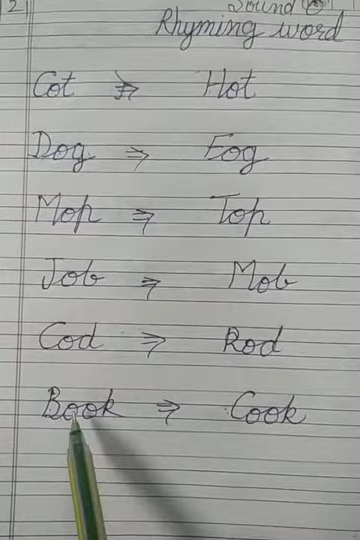 2
Sound
Rhyming word
Cot ⇒ Hot
Dog ⇒ Fog
Mop ⇒ Top
Job ⇒ Mob
Cod ⇒ Rod
Book ⇒ Cook